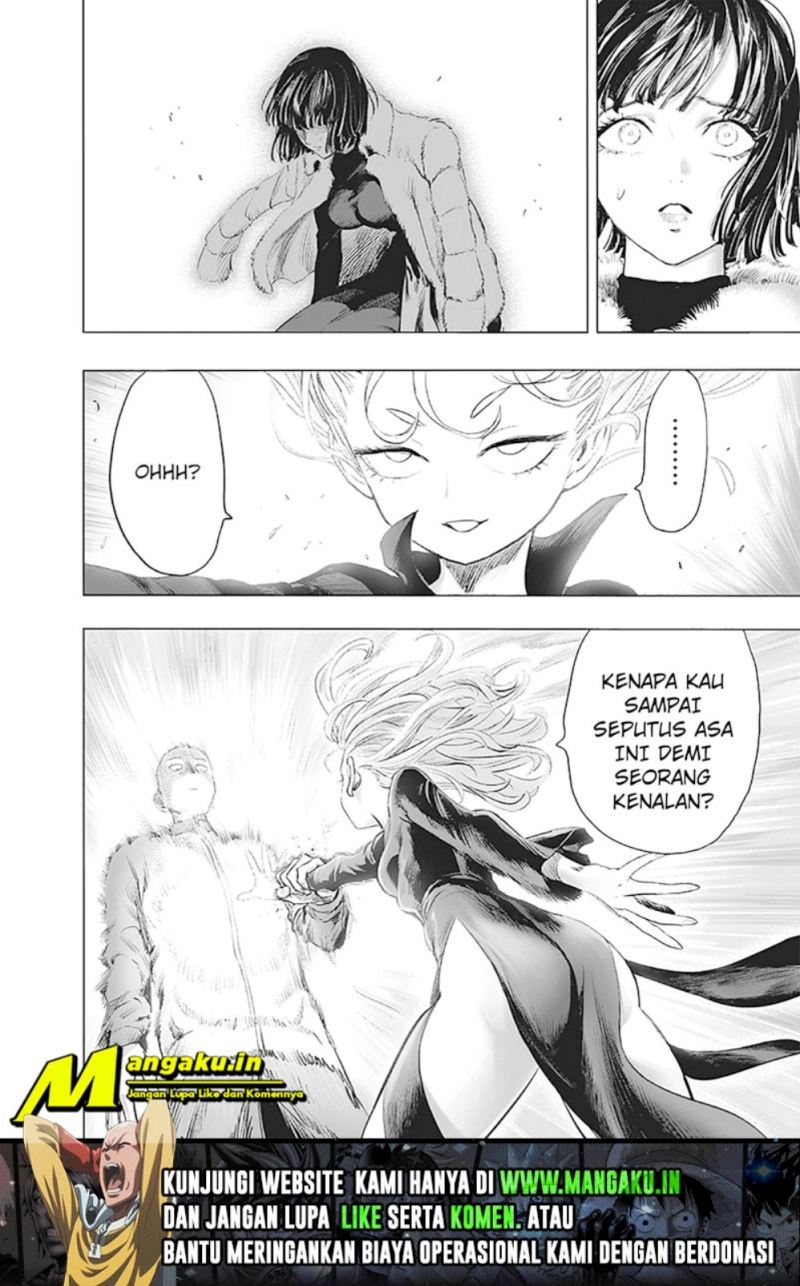 .........
OHHH?
KENAPA KAU
SAMPAI
SEPUTUS ASA
INI DEMI
SEORANG
KENALAN?
Mangaku.in
Jangan Lupa Like dan Komennya
KUNJUNGI WEBSITE KAMI HANYA DI WWW.MANGAKU.IN
DAN JANGAN LUPA LIKE SERTA KOMEN. ATAU
BANTU MERINGANKAN BIAYA OPERASIONAL KAMI DENGAN BERDONASI